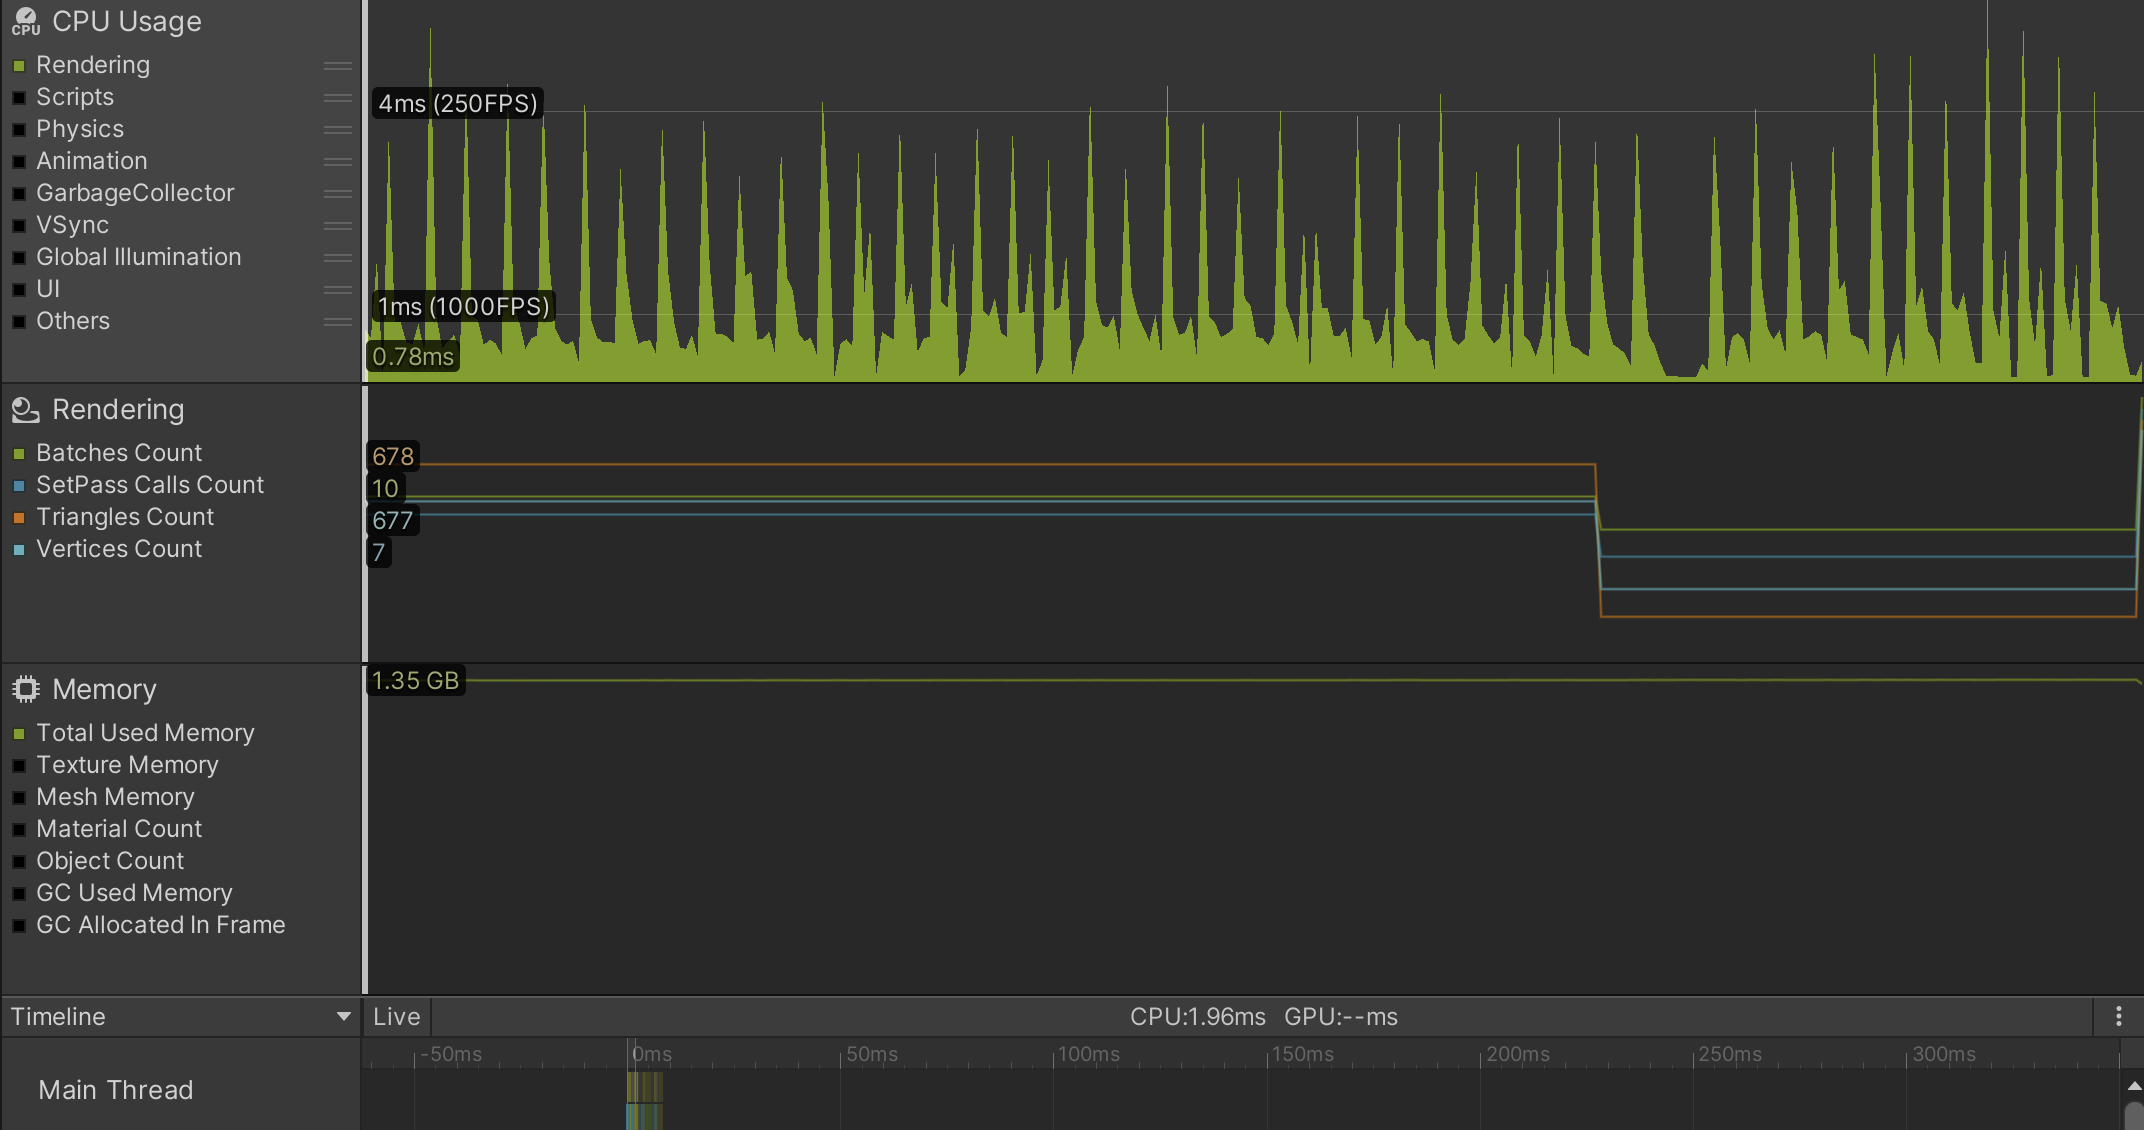 CPU CPU Usage
Rendering
Scripts
Physics
Animation
GarbageCollector
VSync
Global Illumination
UI
Others
4ms (250FPS)
1ms (1000FPS)
0.78ms
Rendering
Batches Count
SetPass Calls Count
Triangles Count
Vertices Count
678
10
677
7
Memory
Total Used Memory
Texture Memory
Mesh Memory
Material Count
Object Count
GC Used Memory
GC Allocated In Frame
1.35 GB
Timeline
Live
CPU:1.96ms GPU:--ms
-50ms 0ms 50ms 100ms 150ms 200ms 250ms 300ms
Main Thread